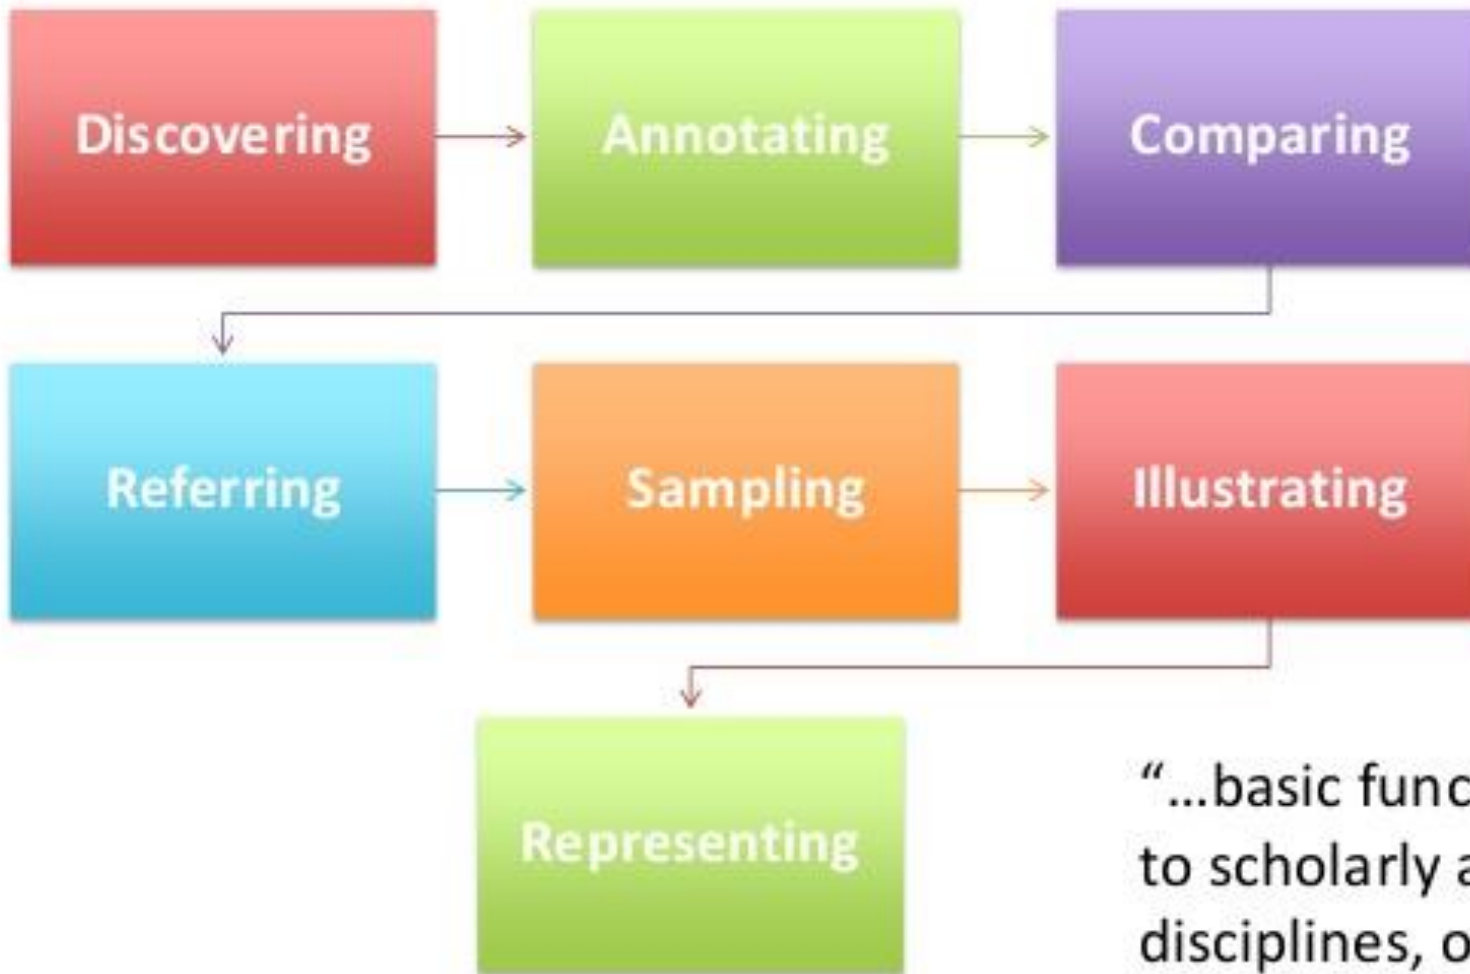 Discovering
Annotating
Comparing
Referring
Sampling
Illustrating
Representing
“...basic func
to scholarly a
disciplines, o